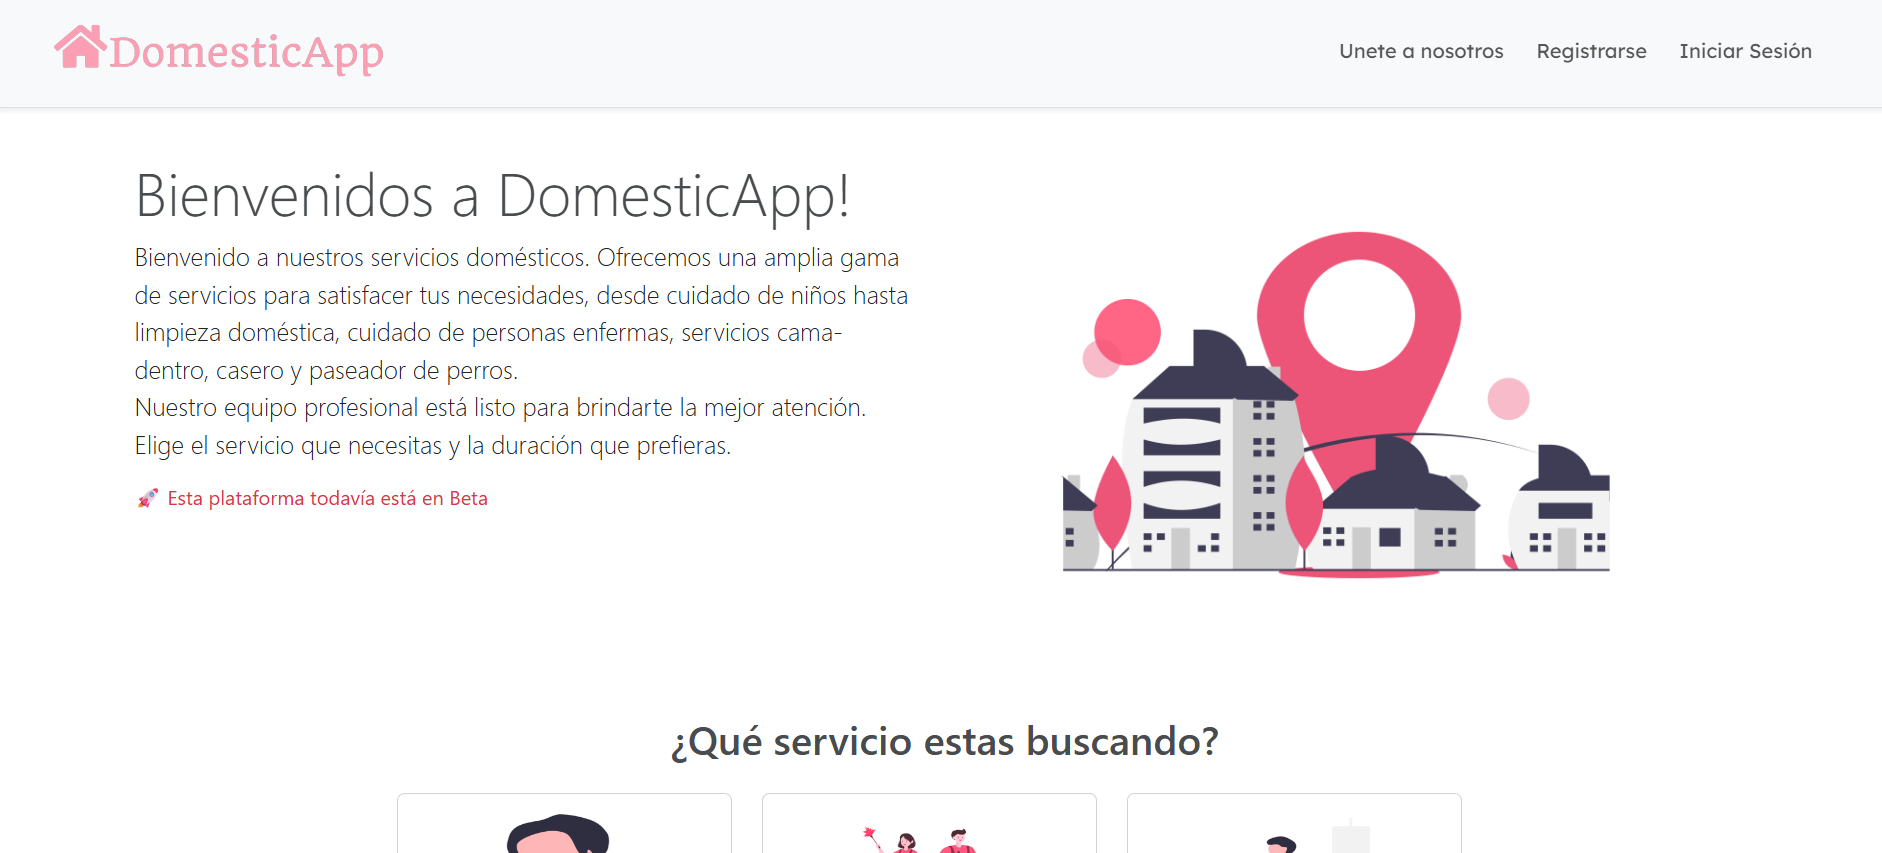 DomesticApp
Unete a nosotros
Registrarse
Iniciar Sesión
Bienvenidos a DomesticApp!
Bienvenido a nuestros servicios domésticos. Ofrecemos una amplia gama
de servicios para satisfacer tus necesidades, desde cuidado de niños hasta
limpieza doméstica, cuidado de personas enfermas, servicios cama-
dentro, casero y paseador de perros.
Nuestro equipo profesional está listo para brindarte la mejor atención.
Elige el servicio que necesitas y la duración que prefieras.
🚀 Esta plataforma todavía está en Beta
¿Qué servicio estas buscando?